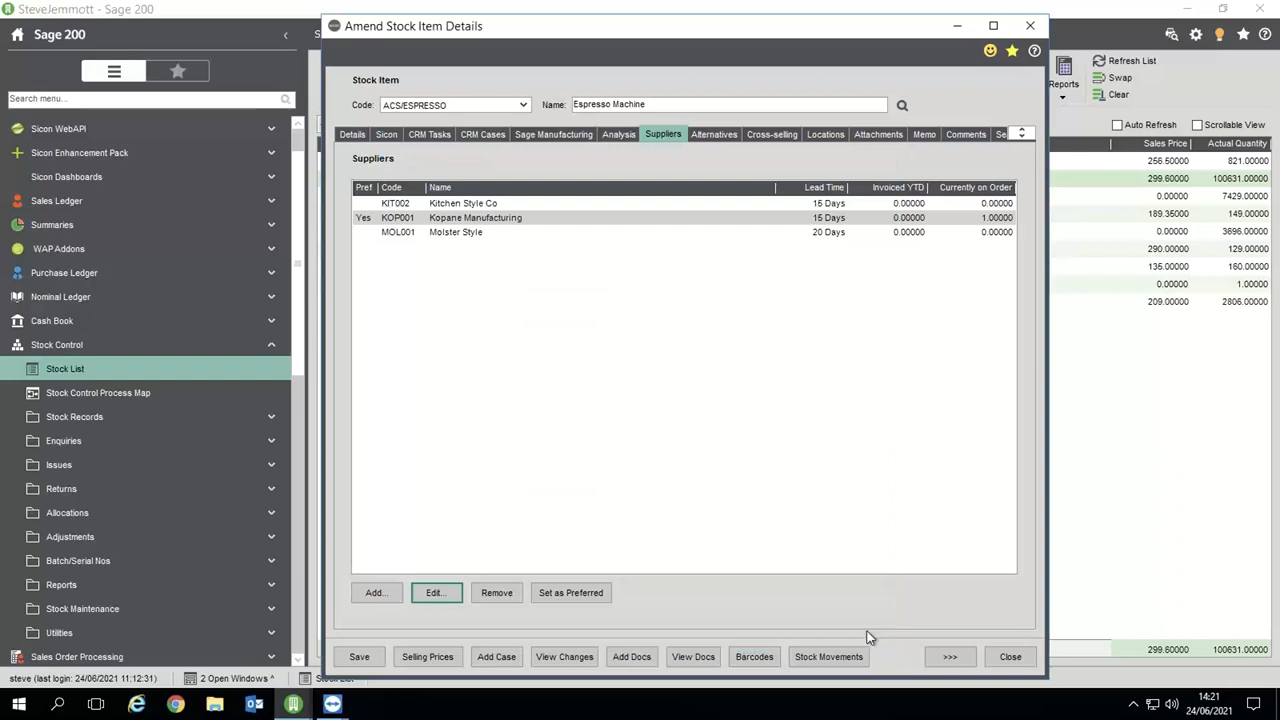 SteveJemmott - Sage 200
Sage 200
Search menu...
Sicon WebAPI
Sicon Enhancement Pack
Sicon Dashboards
Sales Ledger
Summaries
WAP Addons
Purchase Ledger
Nominal Ledger
Cash Book
Stock Control
Stock List
Stock Control Process Map
Stock Records
Enquiries
Issues
Returns
Allocations
Adjustments
Batch/Serial Nos
Reports
Stock Maintenance
Utilities
Sales Order Processing
steve (last login: 24/06/2021 11:12:31)
2 Open Windows ^
Amend Stock Item Details
Stock Item
Code: ACS/ESPRESSO Name: Espresso Machine
Details Sicon CRM Tasks CRM Cases Sage Manufacturing Analysis Suppliers Alternatives Cross-selling Locations Attachments Memo Comments Se
Suppliers
Pref Code Name Lead Time Invoiced YTD Currently on Order
KIT002 Kitchen Style Co 15 Days 0.00000 0.00000
Yes KOP001 Kopane Manufacturing 15 Days 0.00000 1.00000
MOL001 Molster Style 20 Days 0.00000 0.00000
Add... Edit... Remove Set as Preferred
Save Selling Prices Add Case View Changes Add Docs View Docs Barcodes Stock Movements >>> Close
Reports
Refresh List
Swap
Clear
Auto Refresh Scrollable View
Sales Price Actual Quantity
256.50000 821.00000
299.60000 100631.00000
0.00000 7429.00000
189.35000 149.00000
0.00000 3696.00000
290.00000 129.00000
135.00000 160.00000
0.00000 1.00000
209.00000 2806.00000
299.60000 100631.00000
14:21
24/06/2021